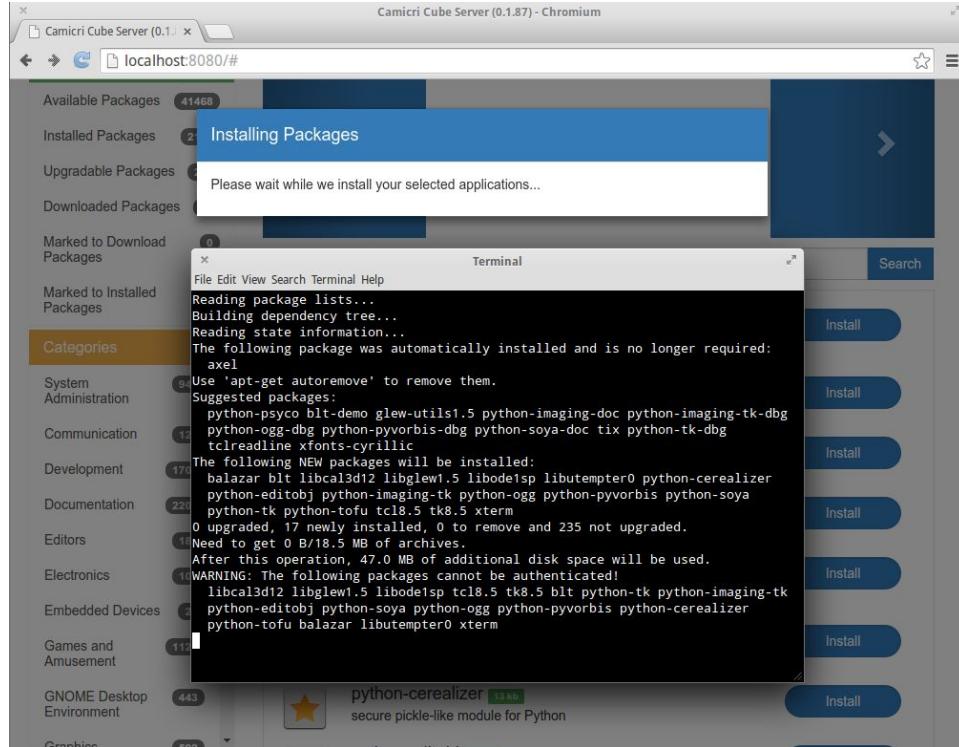 Camicri Cube Server (0.1.87) - Chromium
Camicri Cube Server (0.1.
localhost:8080/#
Available Packages 41468
Installed Packages
Upgradable Packages
Downloaded Packages
Marked to Download
Packages 0
Marked to Installed
Packages
Categories
System
Administration
Communication
Development
Documentation
Editors
Electronics
Embedded Devices
Games and
Amusement
GNOME Desktop
Environment 443
Graphics
Installing Packages
Please wait while we install your selected applications...
Search
Terminal
File Edit View Search Terminal Help
Reading package lists...
Building dependency tree...
Reading state information...
The following package was automatically installed and is no longer required:
axel
Use 'apt-get autoremove' to remove them.
Suggested packages:
python-psyco blt-demo glew-utils1.5 python-imaging-doc python-imaging-tk-dbg
python-ogg-dbg python-pyvorbis-dbg python-soya-doc tix python-tk-dbg
tclreadline xfonts-cyrillic
The following NEW packages will be installed:
balazar blt libcal3d12 libglew1.5 libode1sp libutempter0 python-cerealizer
python-editobj python-imaging-tk python-ogg python-pyvorbis python-soya
python-tk python-tofu tcl8.5 tk8.5 xterm
0 upgraded, 17 newly installed, 0 to remove and 235 not upgraded.
Need to get 0 B/18.5 MB of archives.
After this operation, 47.0 MB of additional disk space will be used.
WARNING: The following packages cannot be authenticated!
libcal3d12 libglew1.5 libode1sp tcl8.5 tk8.5 blt python-tk python-imaging-tk
python-editobj python-soya python-ogg python-pyvorbis python-cerealizer
python-tofu balazar libutempter0 xterm
Install
Install
Install
Install
Install
Install
python-cerealizer 13 kb
secure pickle-like module for Python
Install